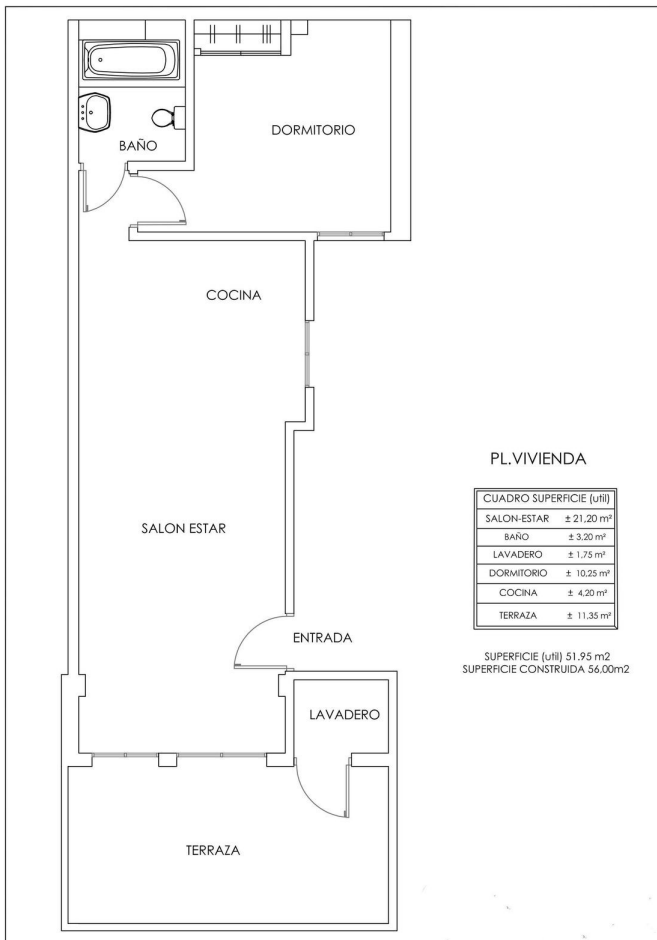 BAÑO
DORMITORIO
COCINA
SALON ESTAR
ENTRADA
LAVADERO
TERRAZA
PL.VIVIENDA
CUADRO SUPERFICIE (util)
SALON-ESTAR ± 21,20 m²
BAÑO ± 3,20 m²
LAVADERO ± 1,75 m²
DORMITORIO ± 10,25 m²
COCINA ± 4,20 m²
TERRAZA ± 11,35 m²
SUPERFICIE (util) 51.95 m2
SUPERFICIE CONSTRUIDA 56,00m2